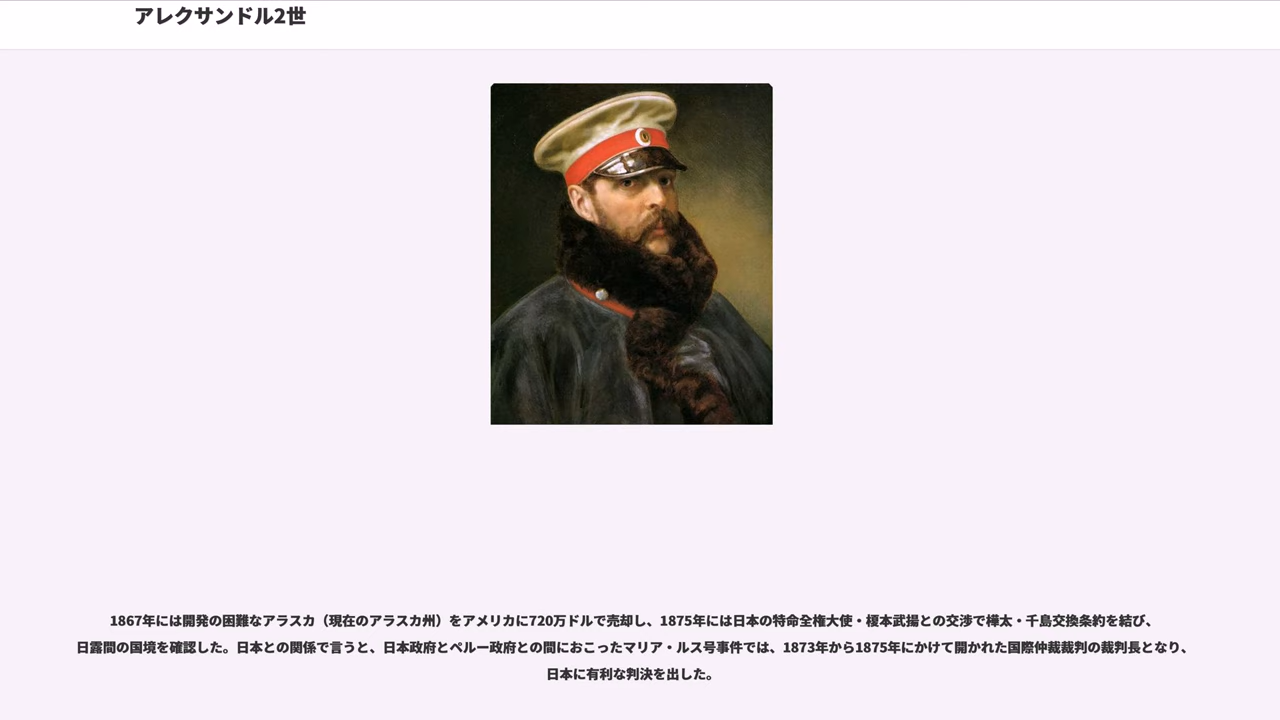 アレクサンドル2世
1867年には開発の困難なアラスカ（現在のアラスカ州）をアメリカに720万ドルで売却し、1875年には日本の特命全権大使・榎本武揚との交渉で樺太・千島交換条約を結び、
日露間の国境を確認した。日本との関係で言うと、日本政府とペルー政府との間におこったマリア・ルス号事件では、1873年から1875年にかけて開かれた国際仲裁裁判の裁判長となり、
日本に有利な判決を出した。